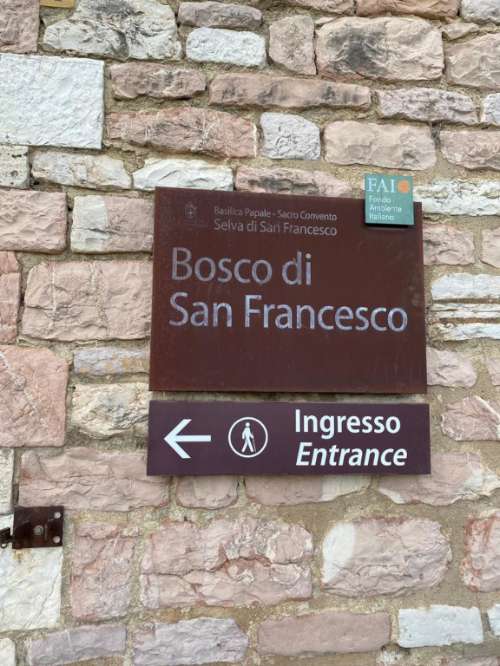 FAI
Fondo
Ambiente
Italiano
Basilica Papale - Sacro Convento
Selva di San Francesco
Bosco di
San Francesco
Ingresso
Entrance